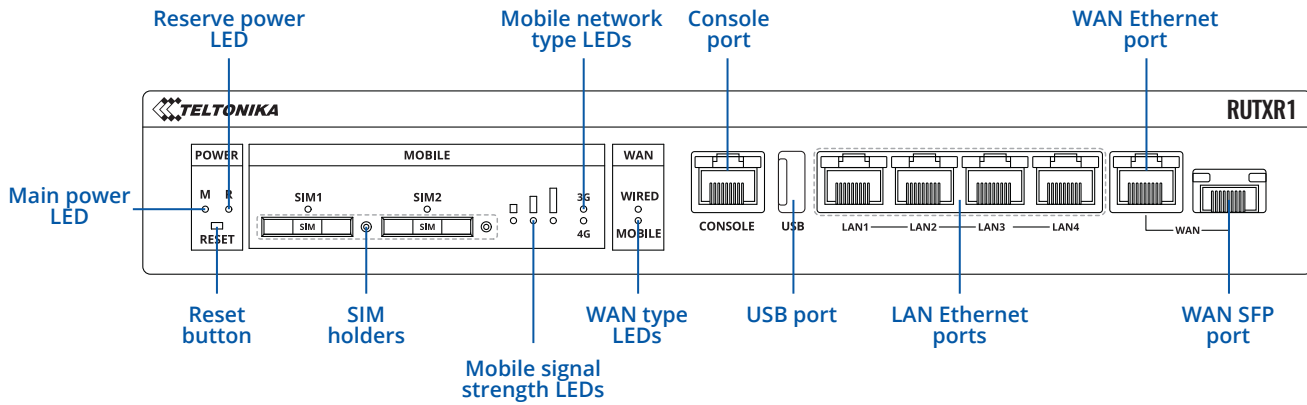 Reserve power
LED
Mobile network
type LEDs
Console
port
WAN Ethernet
port
TELTONIKA
RUTXR1
POWER
MOBILE
WAN
Main power
LED
M R
SIM1
SIM2
3G
WIRED
SIM
SIM
RESET
4G
MOBILE
CONSOLE
USB
LAN1
LAN2
LAN3
LAN4
WAN
Reset
button
SIM
holders
WAN type
LEDs
USB port
LAN Ethernet
ports
WAN SFP
port
Mobile signal
strength LEDs